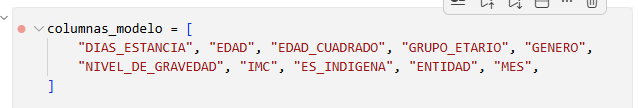 columnas_modelo = [
"DIAS_ESTANCIA", "EDAD", "EDAD_CUADRADO", "GRUPO_ETARIO", "GENERO",
"NIVEL_DE_GRAVEDAD", "IMC", "ES_INDIGENA", "ENTIDAD", "MES",
]